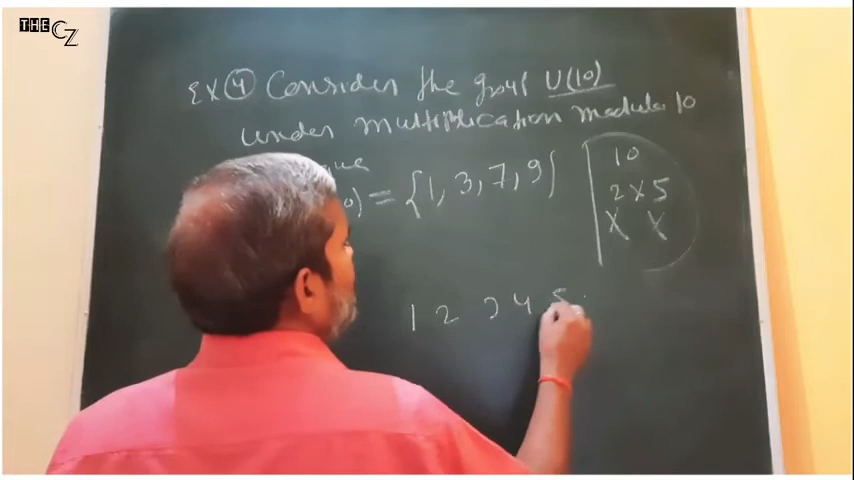 THE CZ
Ex 4 Consider the group U(10)
under multiplication modulo 10
= {1, 3, 7, 9}
10
2 x 5
x x
1 2 3 4 5